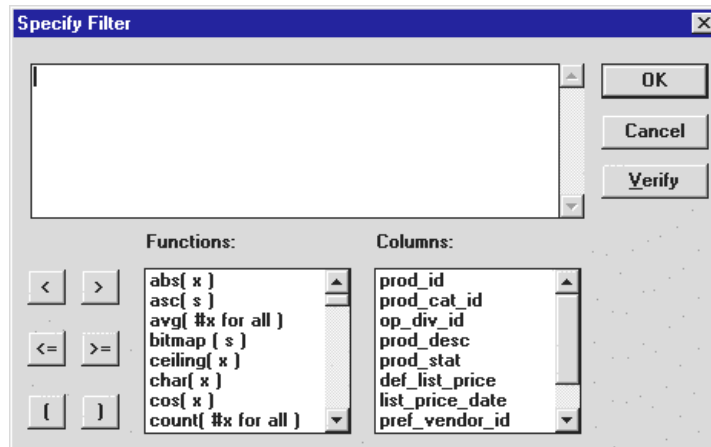 Specify Filter
OK
Cancel
Verify
Functions:
Columns:
< >
<= >=
( )
abs( x )
asc( s )
avg( #x for all )
bitmap ( s )
ceiling( x )
char( x )
cos( x )
count( #x for all )
prod_id
prod_cat_id
op_div_id
prod_desc
prod_stat
def_list_price
list_price_date
pref_vendor_id